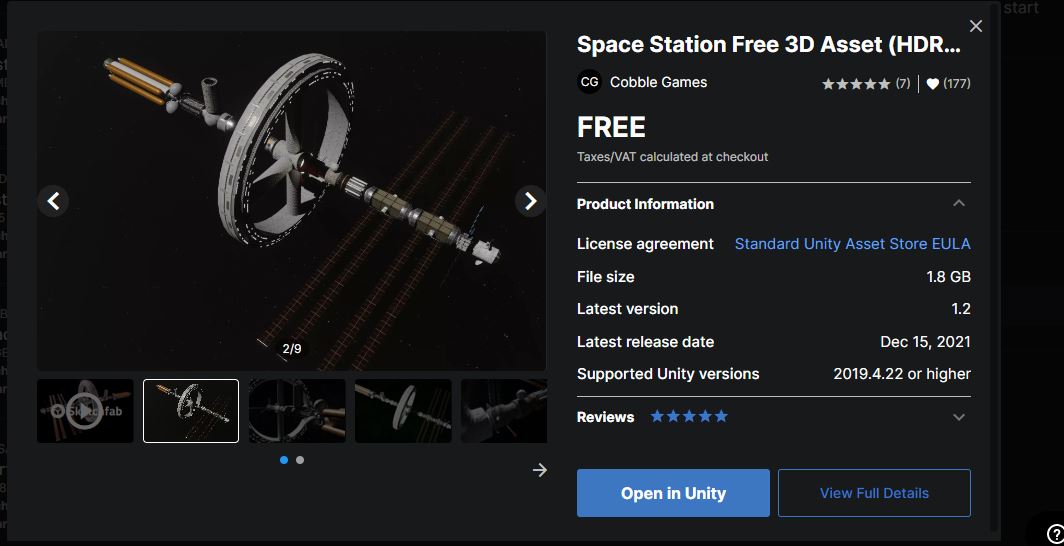 start
Space Station Free 3D Asset (HDR...
CG Cobble Games
(7) (177)
FREE
Taxes/VAT calculated at checkout
Product Information
License agreement Standard Unity Asset Store EULA
File size 1.8 GB
Latest version 1.2
Latest release date Dec 15, 2021
Supported Unity versions 2019.4.22 or higher
Reviews
2/9
Sketchfab
Open in Unity View Full Details